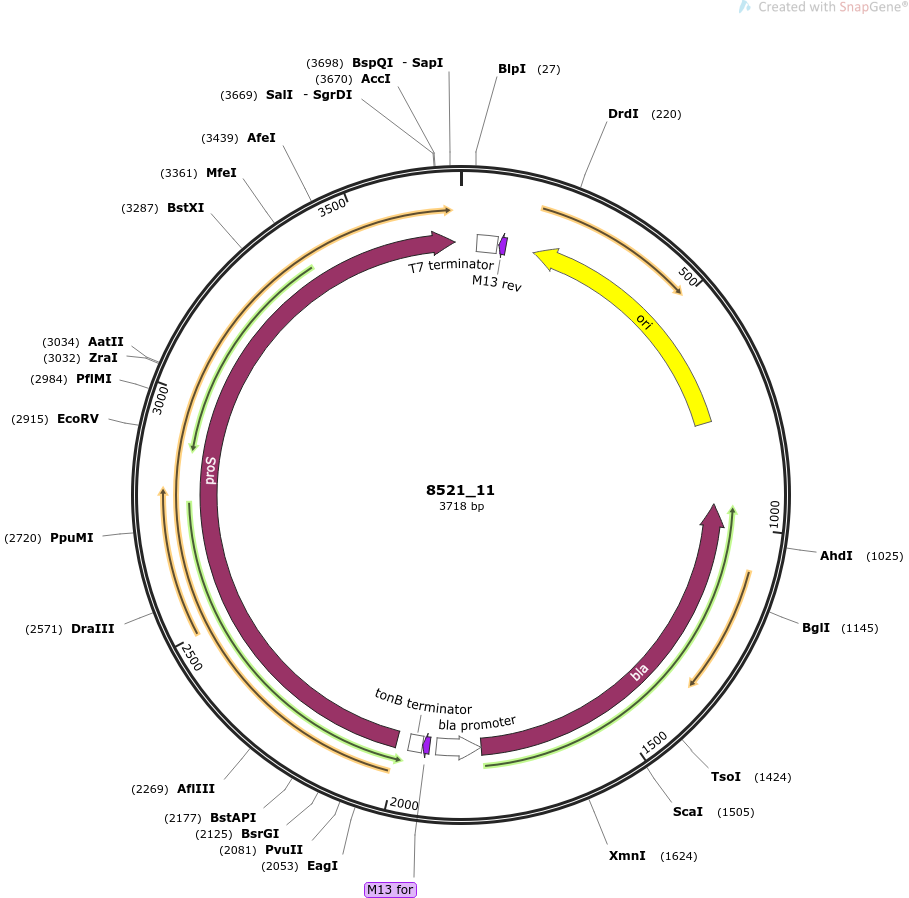 Created with SnapGene®
(3698) BspQI - SapI
(3670) AccI
(3669) SalI - SgrDI
(3439) AfeI
(3361) MfeI
(3287) BstXI
(3034) AatII
(3032) ZraI
(2984) PflMI
(2915) EcoRV
(2720) PpuMI
(2571) DraIII
(2269) AflIII
(2177) BstAPI
(2125) BsrGI
(2081) PvuII
(2053) EagI
BlpI (27)
DrdI (220)
AhdI (1025)
BglI (1145)
TsoI (1424)
ScaI (1505)
XmnI (1624)
500
1000
1500
2000
2500
3000
3500
T7 terminator
M13 rev
ori
proS
8521_11
3718 bp
bla
tonB terminator
bla promoter
M13 for